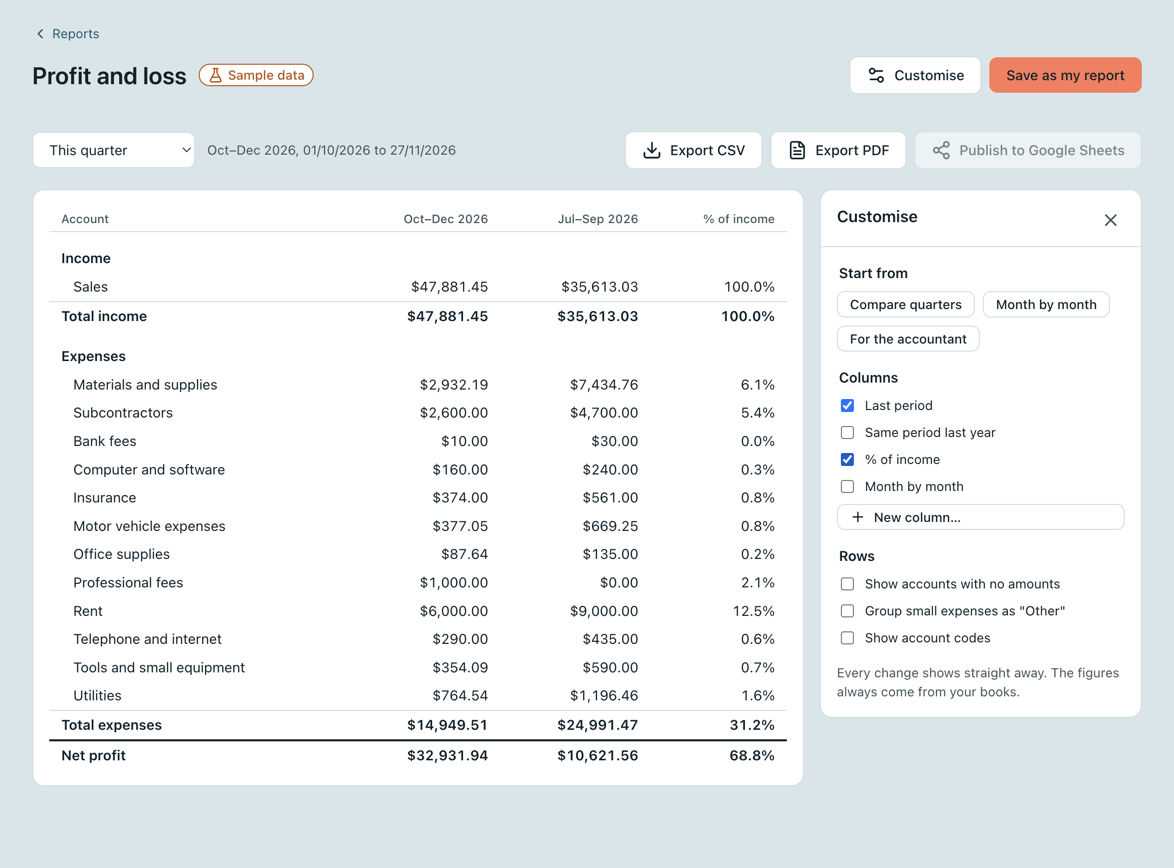 Reports
Profit and loss
Sample data
Customise
Save as my report
This quarter
Oct–Dec 2026, 01/10/2026 to 27/11/2026
Export CSV
Export PDF
Publish to Google Sheets
Account Oct–Dec 2026 Jul–Sep 2026 % of income
Income
Sales $47,881.45 $35,613.03 100.0%
Total income $47,881.45 $35,613.03 100.0%
Expenses
Materials and supplies $2,932.19 $7,434.76 6.1%
Subcontractors $2,600.00 $4,700.00 5.4%
Bank fees $10.00 $30.00 0.0%
Computer and software $160.00 $240.00 0.3%
Insurance $374.00 $561.00 0.8%
Motor vehicle expenses $377.05 $669.25 0.8%
Office supplies $87.64 $135.00 0.2%
Professional fees $1,000.00 $0.00 2.1%
Rent $6,000.00 $9,000.00 12.5%
Telephone and internet $290.00 $435.00 0.6%
Tools and small equipment $354.09 $590.00 0.7%
Utilities $764.54 $1,196.46 1.6%
Total expenses $14,949.51 $24,991.47 31.2%
Net profit $32,931.94 $10,621.56 68.8%
Customise
Start from
Compare quarters
Month by month
For the accountant
Columns
Last period
Same period last year
% of income
Month by month
New column...
Rows
Show accounts with no amounts
Group small expenses as "Other"
Show account codes
Every change shows straight away. The figures
always come from your books.